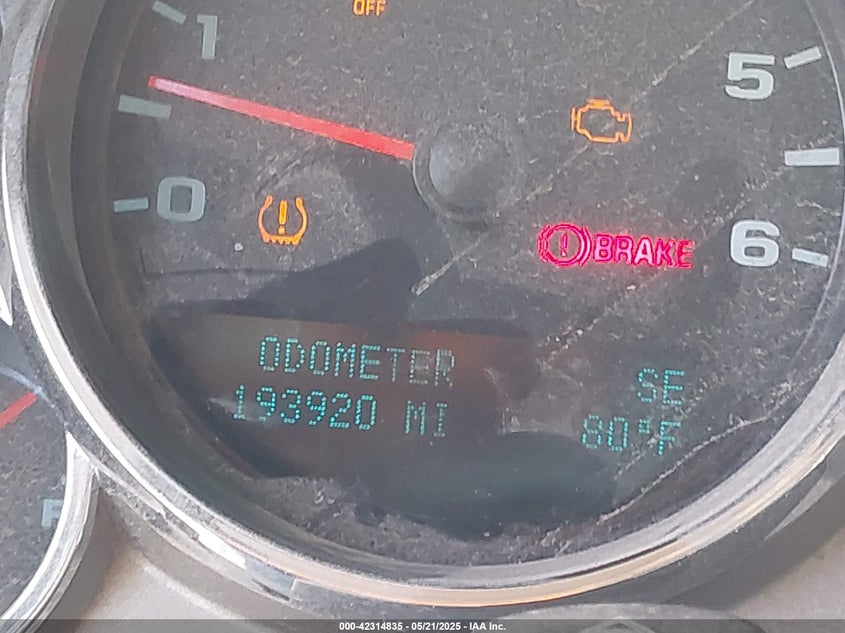 OFF
1
5
0
6
BRAKE
ODOMETER
193920 MI
SE
80°F
000-42314835 - 05/21/2025 - IAA Inc.